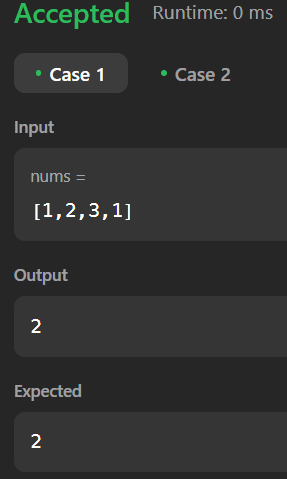 Accepted Runtime: 0 ms
Case 1 Case 2
Input
nums =
[1,2,3,1]
Output
2
Expected
2